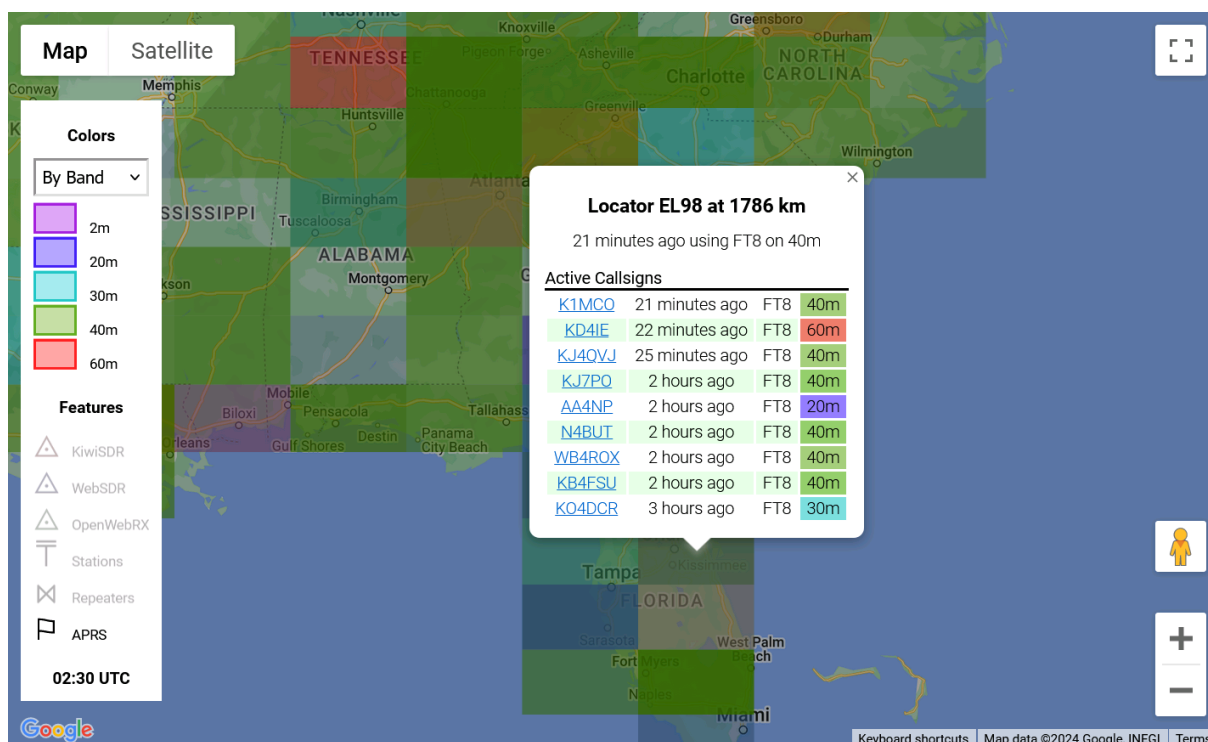 Map
Satellite
Colors
By Band
2m
20m
30m
40m
60m
Features
KiwiSDR
WebSDR
OpenWebRX
Stations
Repeaters
APRS
02:30 UTC
Google
Nashville
Knoxville
Greensboro
Durham
TENNESSEE
Pigeon Forge
Asheville
NORTH
CAROLINA
Charlotte
Conway
Memphis
Chattanooga
Huntsville
Greenville
Wilmington
Atlanta
Birmingham
SSISSIPPI
Tuscaloosa
ALABAMA
Montgomery
kson
Mobile
Biloxi
Pensacola
Tallahass
rleans
Gulf Shores
Destin
Panama
City Beach
Locator EL98 at 1786 km
21 minutes ago using FT8 on 40m
Active Callsigns
K1MCO 21 minutes ago FT8 40m
KD4IE 22 minutes ago FT8 60m
KJ4QVJ 25 minutes ago FT8 40m
KJ7PO 2 hours ago FT8 40m
AA4NP 2 hours ago FT8 20m
N4BUT 2 hours ago FT8 40m
WB4ROX 2 hours ago FT8 40m
KB4FSU 2 hours ago FT8 40m
KO4DCR 3 hours ago FT8 30m
Kissimmee
Tampa
FLORIDA
Sarasota
West Palm
Beach
Fort Myers
Naples
Miami
Keyboard shortcuts
Map data ©2024 Google, INEGI
Terms